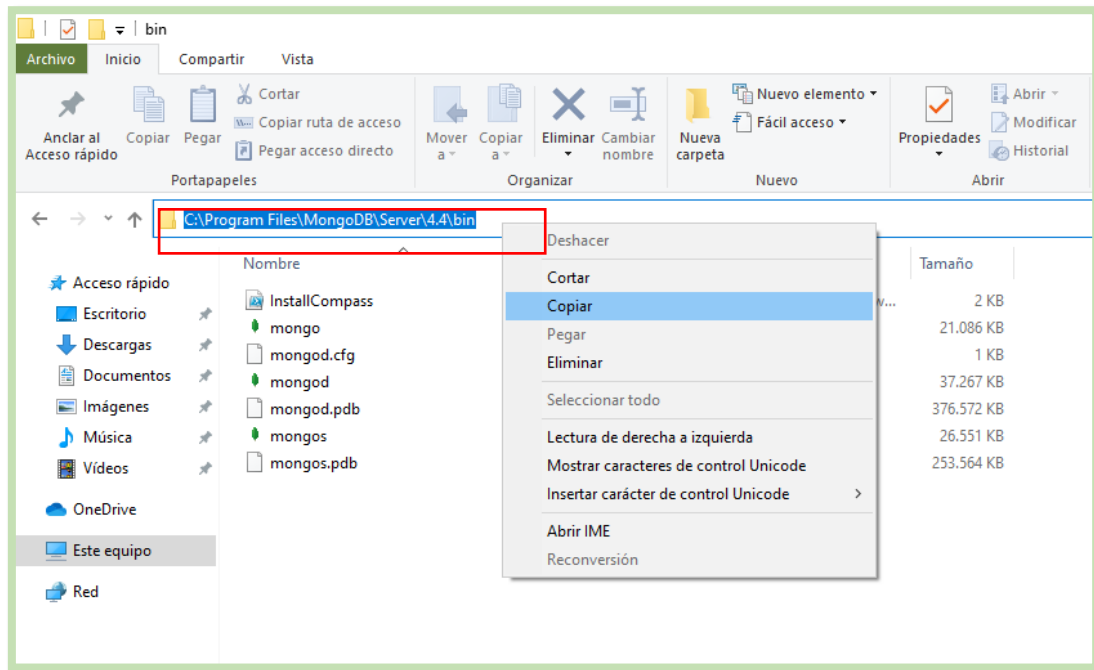 bin
Archivo Inicio Compartir Vista
Anclar al Acceso rápido
Copiar
Pegar
Cortar
Copiar ruta de acceso
Pegar acceso directo
Portapapeles
Mover a
Copiar a
Eliminar
Cambiar nombre
Organizar
Nueva carpeta
Nuevo elemento
Fácil acceso
Nuevo
Propiedades
Abrir
Modificar
Historial
Abrir
C:\Program Files\MongoDB\Server\4.4\bin
Nombre Tamaño
Acceso rápido
Escritorio
Descargas
Documentos
Imágenes
Música
Vídeos
OneDrive
Este equipo
Red
InstallCompass 2 KB
mongo 21.086 KB
mongod.cfg 1 KB
mongod 37.267 KB
mongod.pdb 376.572 KB
mongos 26.551 KB
mongos.pdb 253.564 KB
Deshacer
Cortar
Copiar
Pegar
Eliminar
Seleccionar todo
Lectura de derecha a izquierda
Mostrar caracteres de control Unicode
Insertar carácter de control Unicode
Abrir IME
Reconversión